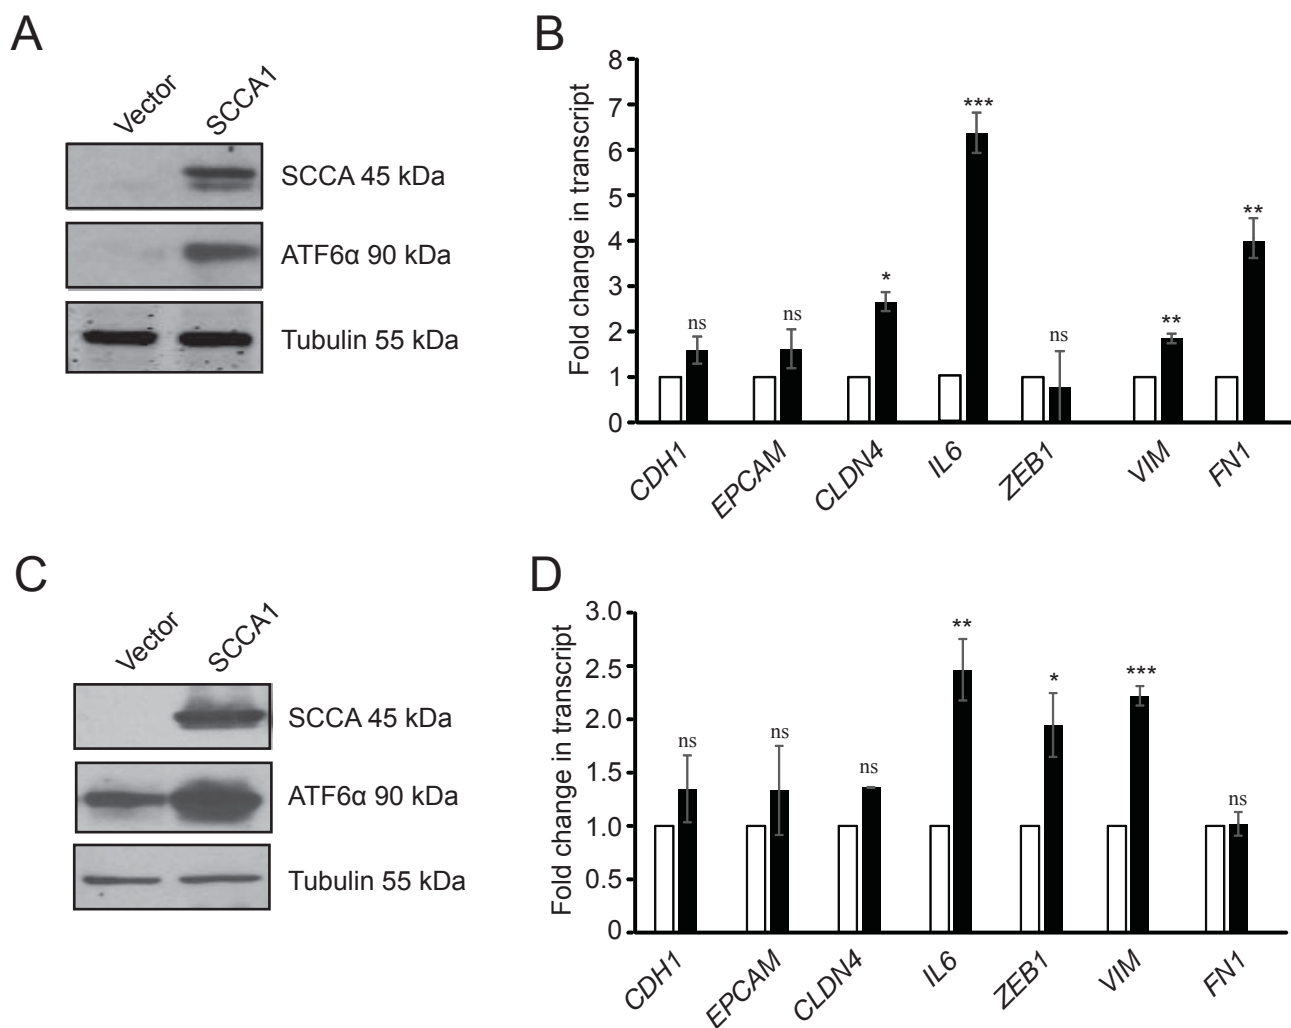 A
Vector
SCCA1
SCCA 45 kDa
ATF6α 90 kDa
Tubulin 55 kDa
B
Fold change in transcript
8
7
6
5
4
3
2
1
0
ns
ns
*
***
ns
**
**
CDH1
EPCAM
CLDN4
IL6
ZEB1
VIM
FN1
C
Vector
SCCA1
SCCA 45 kDa
ATF6α 90 kDa
Tubulin 55 kDa
D
Fold change in transcript
3.0
2.5
2.0
1.5
1.0
0.5
0
ns
ns
ns
**
*
***
ns
CDH1
EPCAM
CLDN4
IL6
ZEB1
VIM
FN1